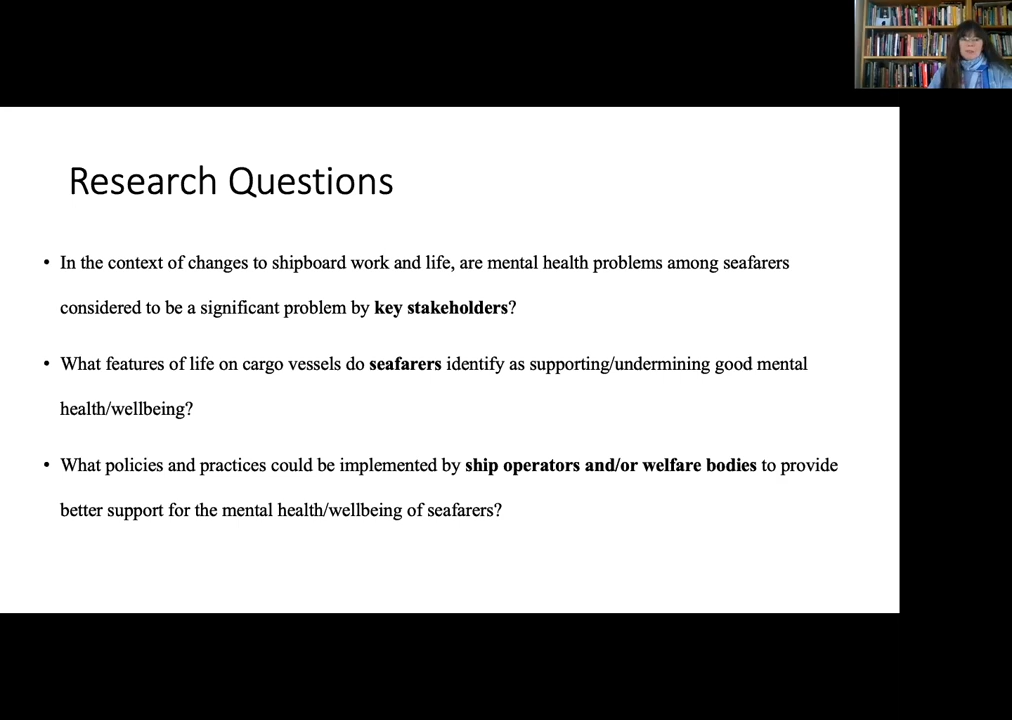 Research Questions
• In the context of changes to shipboard work and life, are mental health problems among seafarers
considered to be a significant problem by key stakeholders?
• What features of life on cargo vessels do seafarers identify as supporting/undermining good mental
health/wellbeing?
• What policies and practices could be implemented by ship operators and/or welfare bodies to provide
better support for the mental health/wellbeing of seafarers?